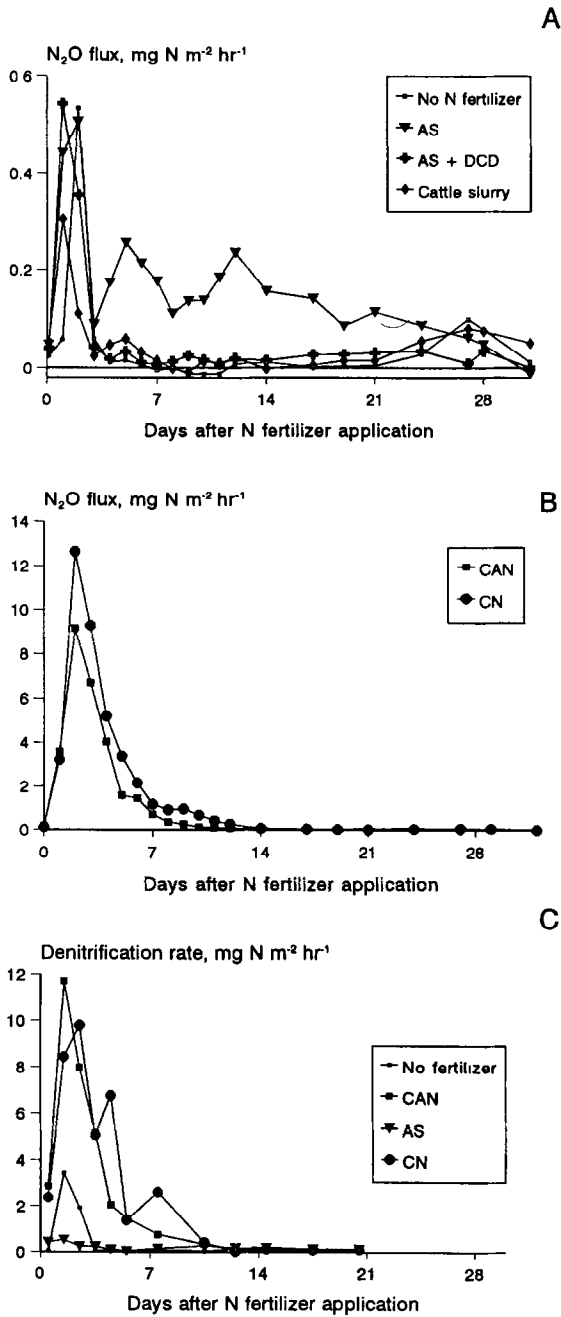 A
N₂O flux, mg N m⁻² hr⁻¹
0 6
0.4
0.2
0
No N fertilizer
AS
AS + DCD
Cattle slurry
0 7 14 21 28
Days after N fertilizer application
B
N₂O flux, mg N m⁻² hr⁻¹
14
12
10
8
6
4
2
0
CAN
CN
0 7 14 21 28
Days after N fertilizer application
C
Denitrification rate, mg N m⁻² hr⁻¹
12
10
8
6
4
2
0
No fertilizer
CAN
AS
CN
0 7 14 21 28
Days after N fertilizer application